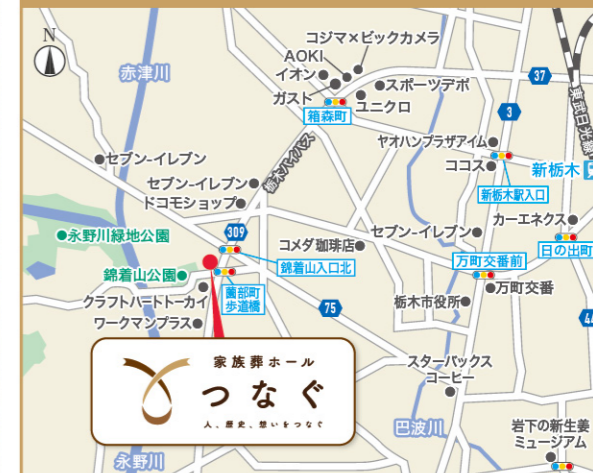 N
コジマ×ビックカメラ
AOKI
イオン
ガスト
スポーツデポ
ユニクロ
箱森町
37
3
赤津川
東武日光線
ヤオハンプラザアイム
ココス
新栃木
新栃木駅入口
栃木バイパス
セブン-イレブン
セブン-イレブン
ドコモショップ
カーエネクス
セブン-イレブン
永野川緑地公園
309
コメダ珈琲店
日の出町
錦着山入口北
万町交番前
錦着山公園
薗部町
歩道橋
クラフトハートトーカイ
ワークマンプラス
75
万町交番
栃木市役所
家族葬ホール
つなぐ
人、歴史、想いをつなぐ
スターバックス
コーヒー
巴波川
岩下の新生姜
ミュージアム
永野川